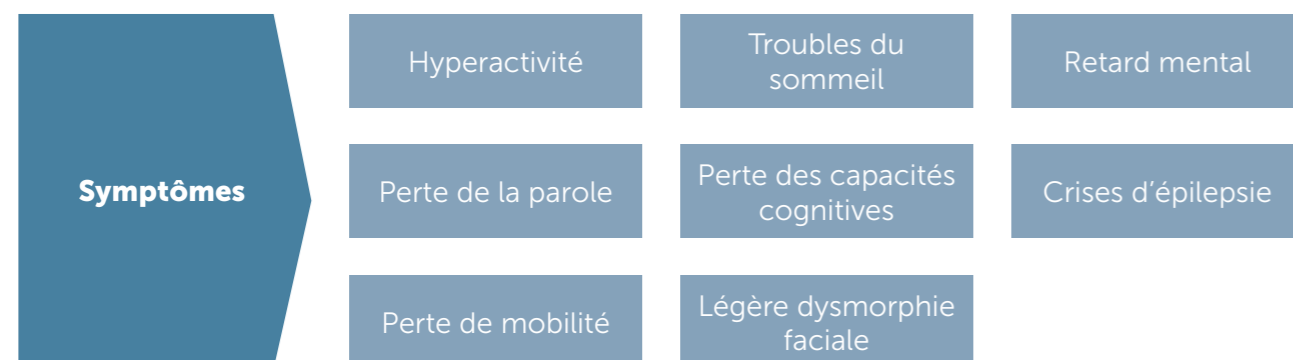 Symptômes
Hyperactivité
Troubles du
sommeil
Retard mental
Perte de la parole
Perte des capacités
cognitives
Crises d’épilepsie
Perte de mobilité
Légère dysmorphie
faciale